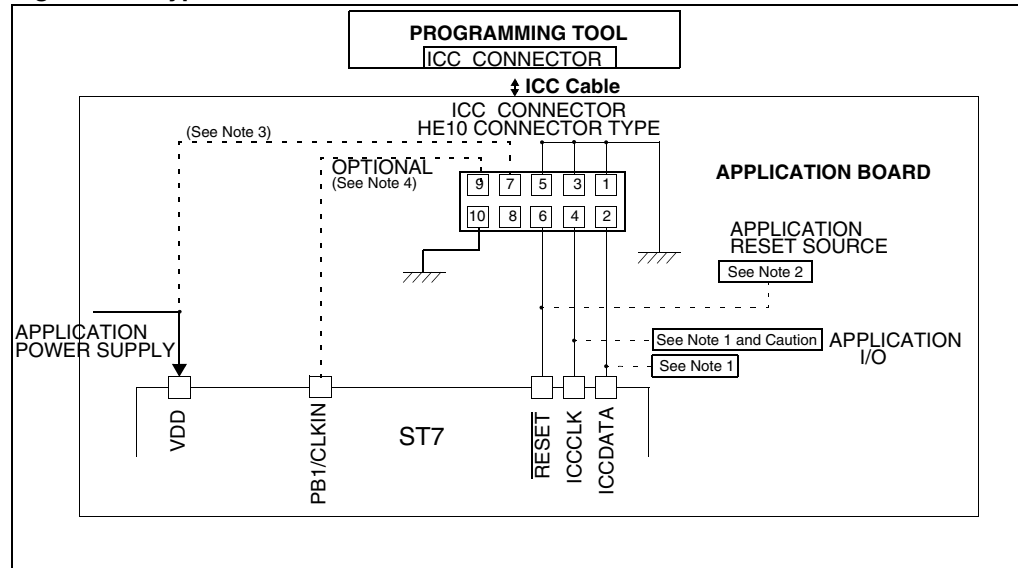 PROGRAMMING TOOL
ICC CONNECTOR
ICC Cable
ICC CONNECTOR
HE10 CONNECTOR TYPE
(See Note 3)
OPTIONAL
(See Note 4)
9 7 5 3 1
10 8 6 4 2
APPLICATION BOARD
APPLICATION
RESET SOURCE
See Note 2
APPLICATION
POWER SUPPLY
See Note 1 and Caution
See Note 1
APPLICATION
I/O
VDD
PB1/CLKIN
ST7
RESET
ICCCLK
ICCDATA